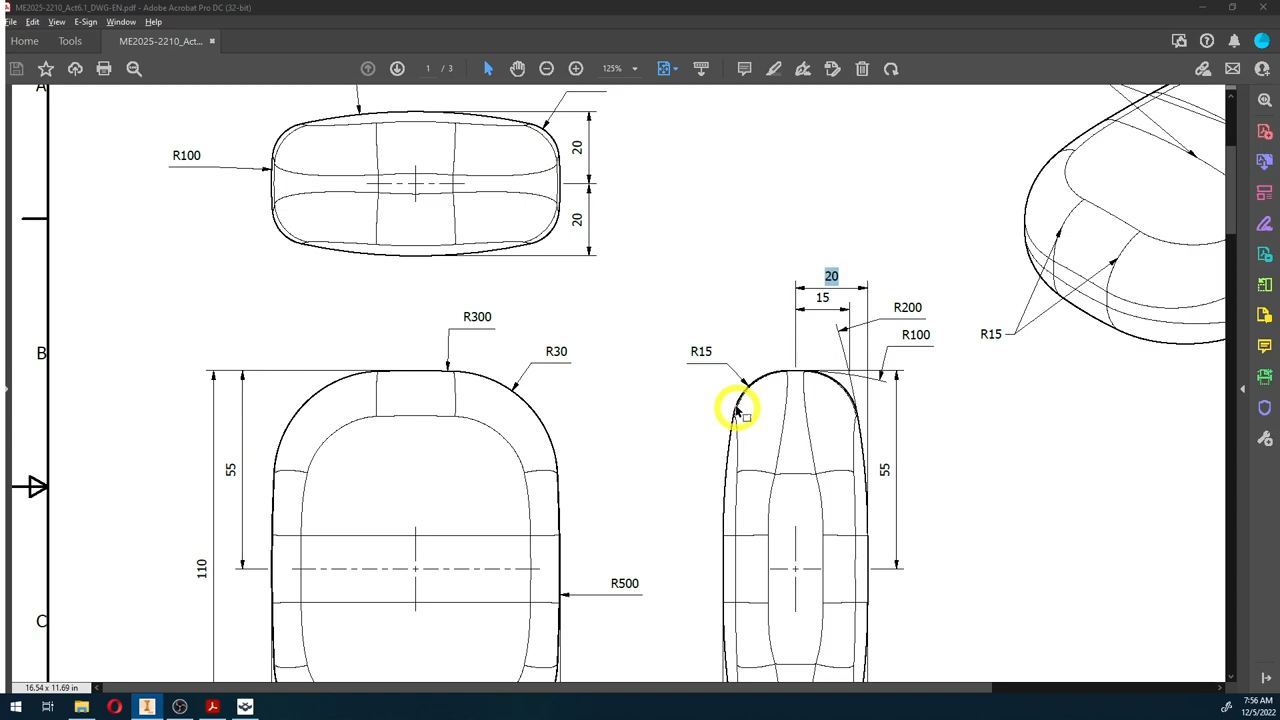 ME2025-2210_Act6.1_DWG-EN.pdf - Adobe Acrobat Pro DC (32-bit)
File Edit View E-Sign Window Help
Home Tools ME2025-2210_Act...
1 / 3 125%
A
R100
20
20
20
15
R200
R100
R15
R15
B
R300
R30
55
110
55
R500
C
16.54 x 11.69 in
7:56 AM
12/5/2022